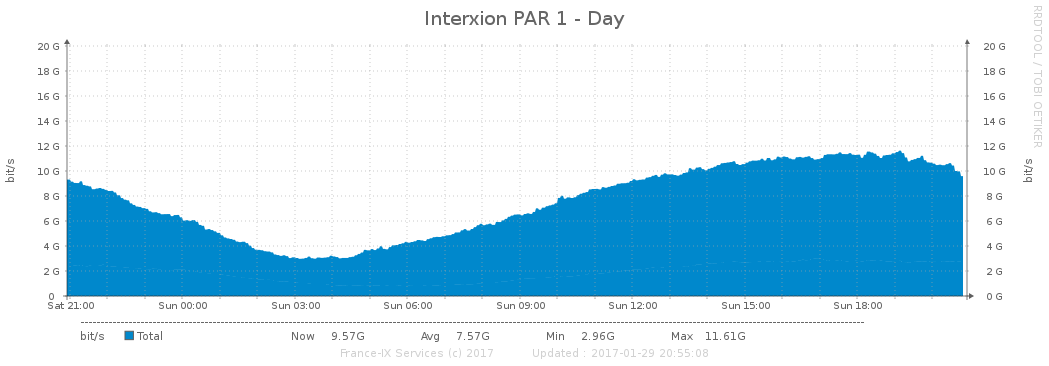 Interxion PAR 1 - Day
RRDTOOL / TOBI OETIKER
20 G 20 G
18 G 18 G
16 G 16 G
14 G 14 G
12 G 12 G
10 G 10 G
8 G 8 G
6 G 6 G
4 G 4 G
2 G 2 G
0 0 G
bit/s bit/s
Sat 21:00 Sun 00:00 Sun 03:00 Sun 06:00 Sun 09:00 Sun 12:00 Sun 15:00 Sun 18:00
bit/s Total Now 9.57G Avg 7.57G Min 2.96G Max 11.61G
France-IX Services (c) 2017 Updated : 2017-01-29 20:55:08